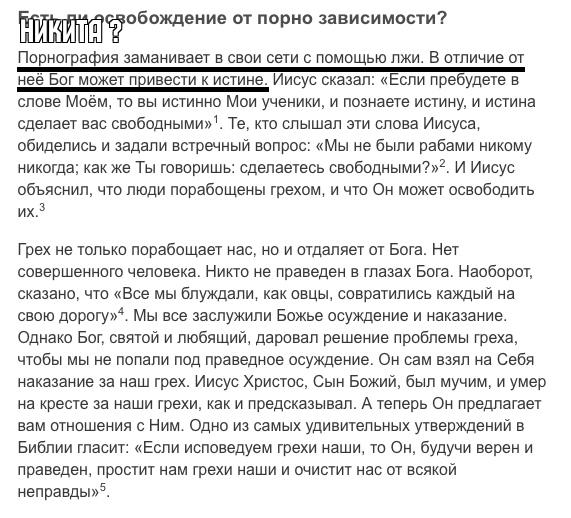 Есть ли освобождение от порно зависимости?
НИКИТА ?
Порнография заманивает в свои сети с помощью лжи. В отличие от
неё Бог может привести к истине. Иисус сказал: «Если пребудете в
слове Моём, то вы истинно Мои ученики, и познаете истину, и истина
сделает вас свободными»¹. Те, кто слышал эти слова Иисуса,
обиделись и задали встречный вопрос: «Мы не были рабами никому
никогда; как же Ты говоришь: сделаетесь свободными?»². И Иисус
объяснил, что люди порабощены грехом, и что Он может освободить
их.³
Грех не только порабощает нас, но и отдаляет от Бога. Нет
совершенного человека. Никто не праведен в глазах Бога. Наоборот,
сказано, что «Все мы блуждали, как овцы, совратились каждый на
свою дорогу»⁴. Мы все заслужили Божье осуждение и наказание.
Однако Бог, святой и любящий, даровал решение проблемы греха,
чтобы мы не попали под праведное осуждение. Он сам взял на Себя
наказание за наш грех. Иисус Христос, Сын Божий, был мучим, и умер
на кресте за наши грехи, как и предсказывал. А теперь Он предлагает
вам отношения с Ним. Одно из самых удивительных утверждений в
Библии гласит: «Если исповедуем грехи наши, то Он, будучи верен и
праведен, простит нам грехи наши и очистит нас от всякой
неправды»⁵.